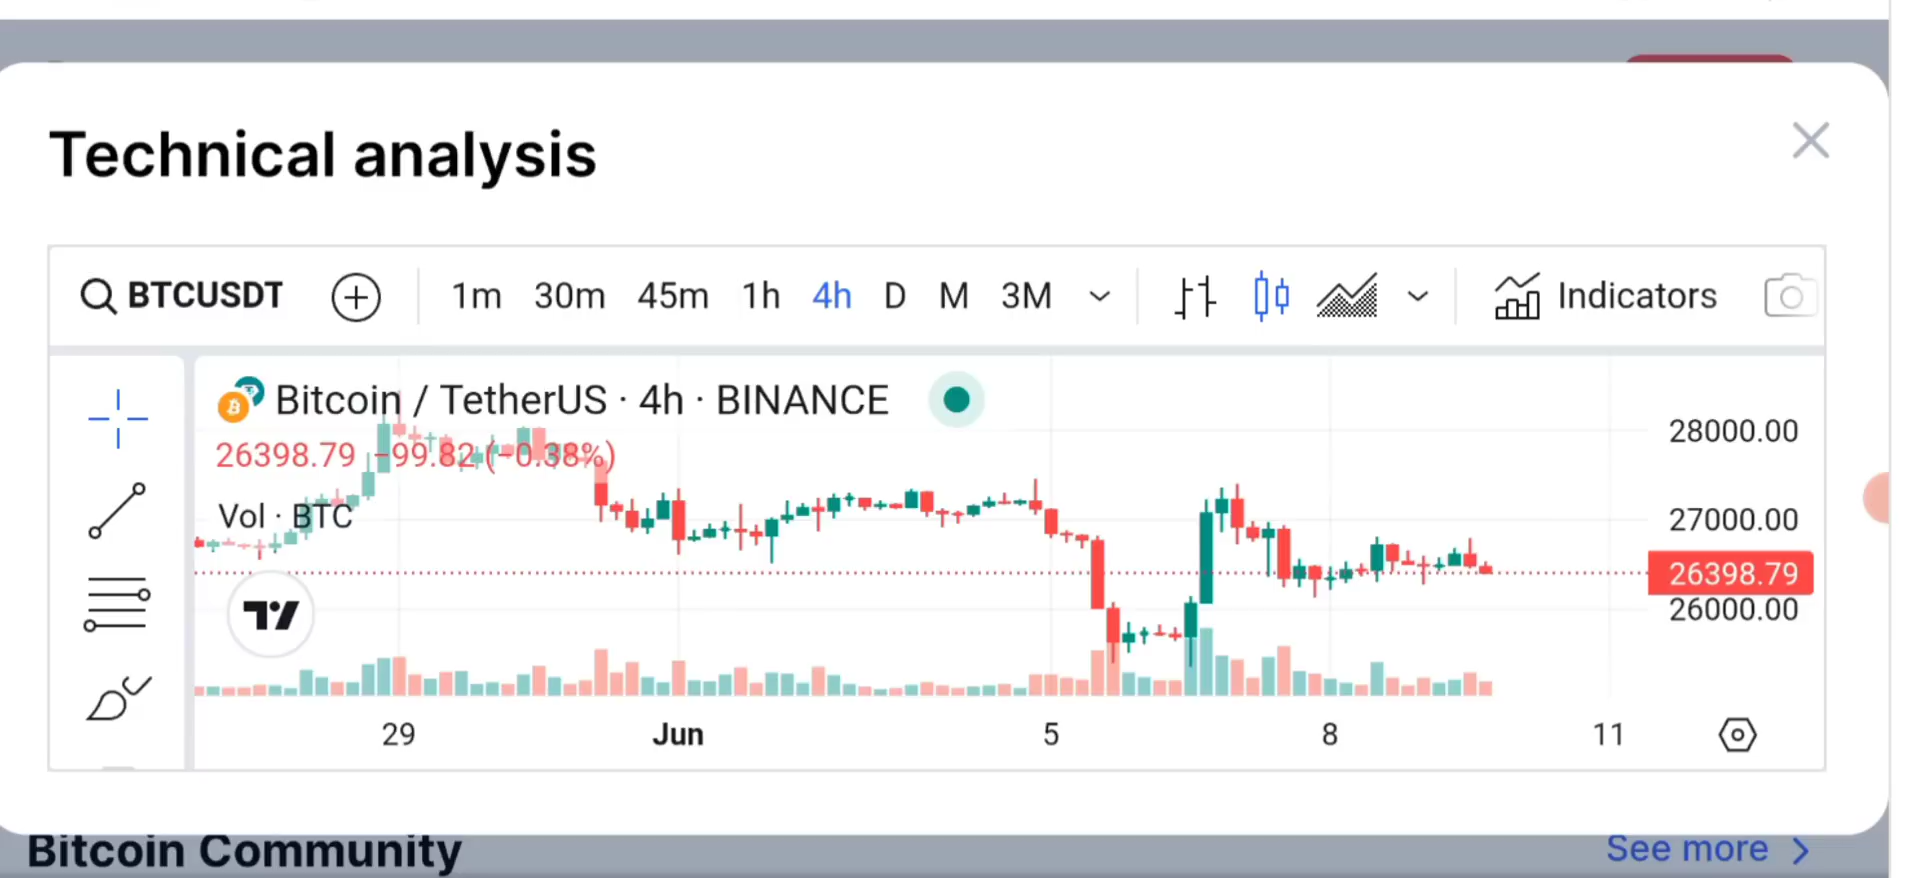 Technical analysis
BTCUSDT 1m 30m 45m 1h 4h D M 3M Indicators
Bitcoin / TetherUS · 4h · BINANCE
26398.79 −99.82 (−0.38%)
Vol · BTC
28000.00
27000.00
26398.79
26000.00
29 Jun 5 8 11
Bitcoin Community See more